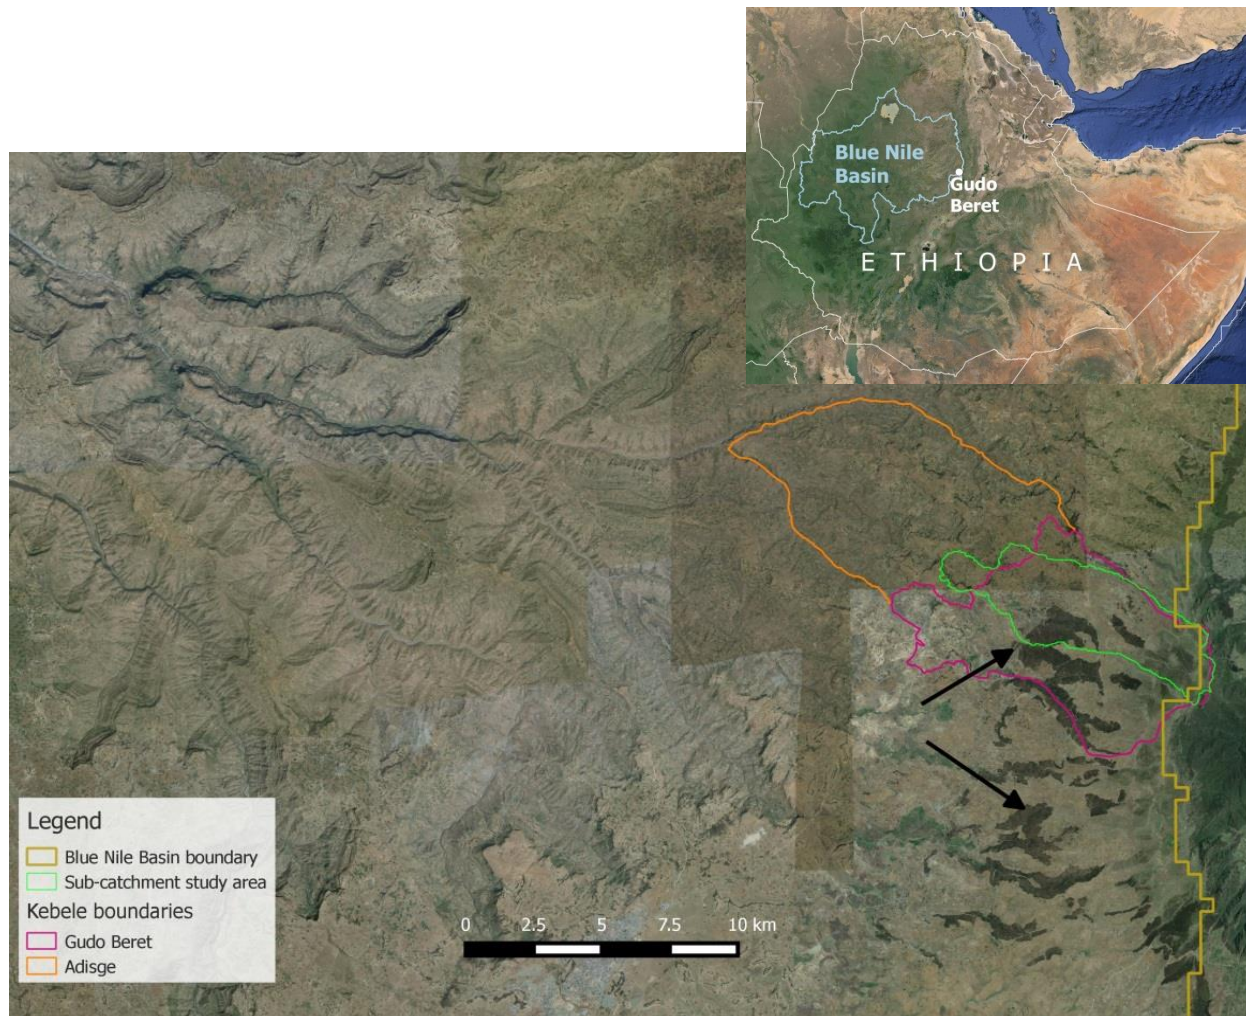 Blue Nile
Basin
Gudo
Beret
ETHIOPIA
Legend
Blue Nile Basin boundary
Sub-catchment study area
Kebele boundaries
Gudo Beret
Adisge
0 2.5 5 7.5 10 km